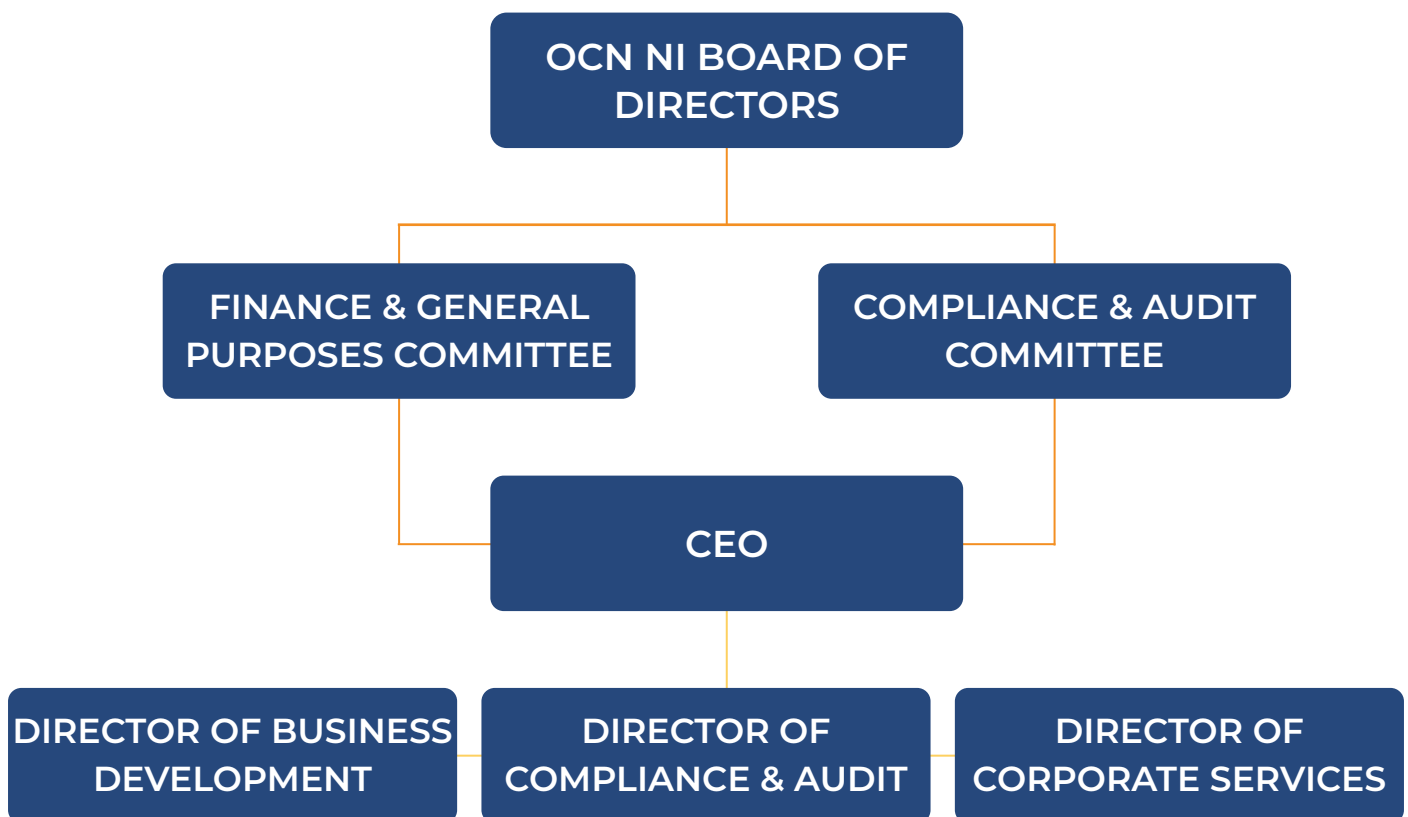 OCN NI BOARD OF
DIRECTORS
FINANCE & GENERAL
PURPOSES COMMITTEE
COMPLIANCE & AUDIT
COMMITTEE
CEO
DIRECTOR OF BUSINESS
DEVELOPMENT
DIRECTOR OF
COMPLIANCE & AUDIT
DIRECTOR OF
CORPORATE SERVICES